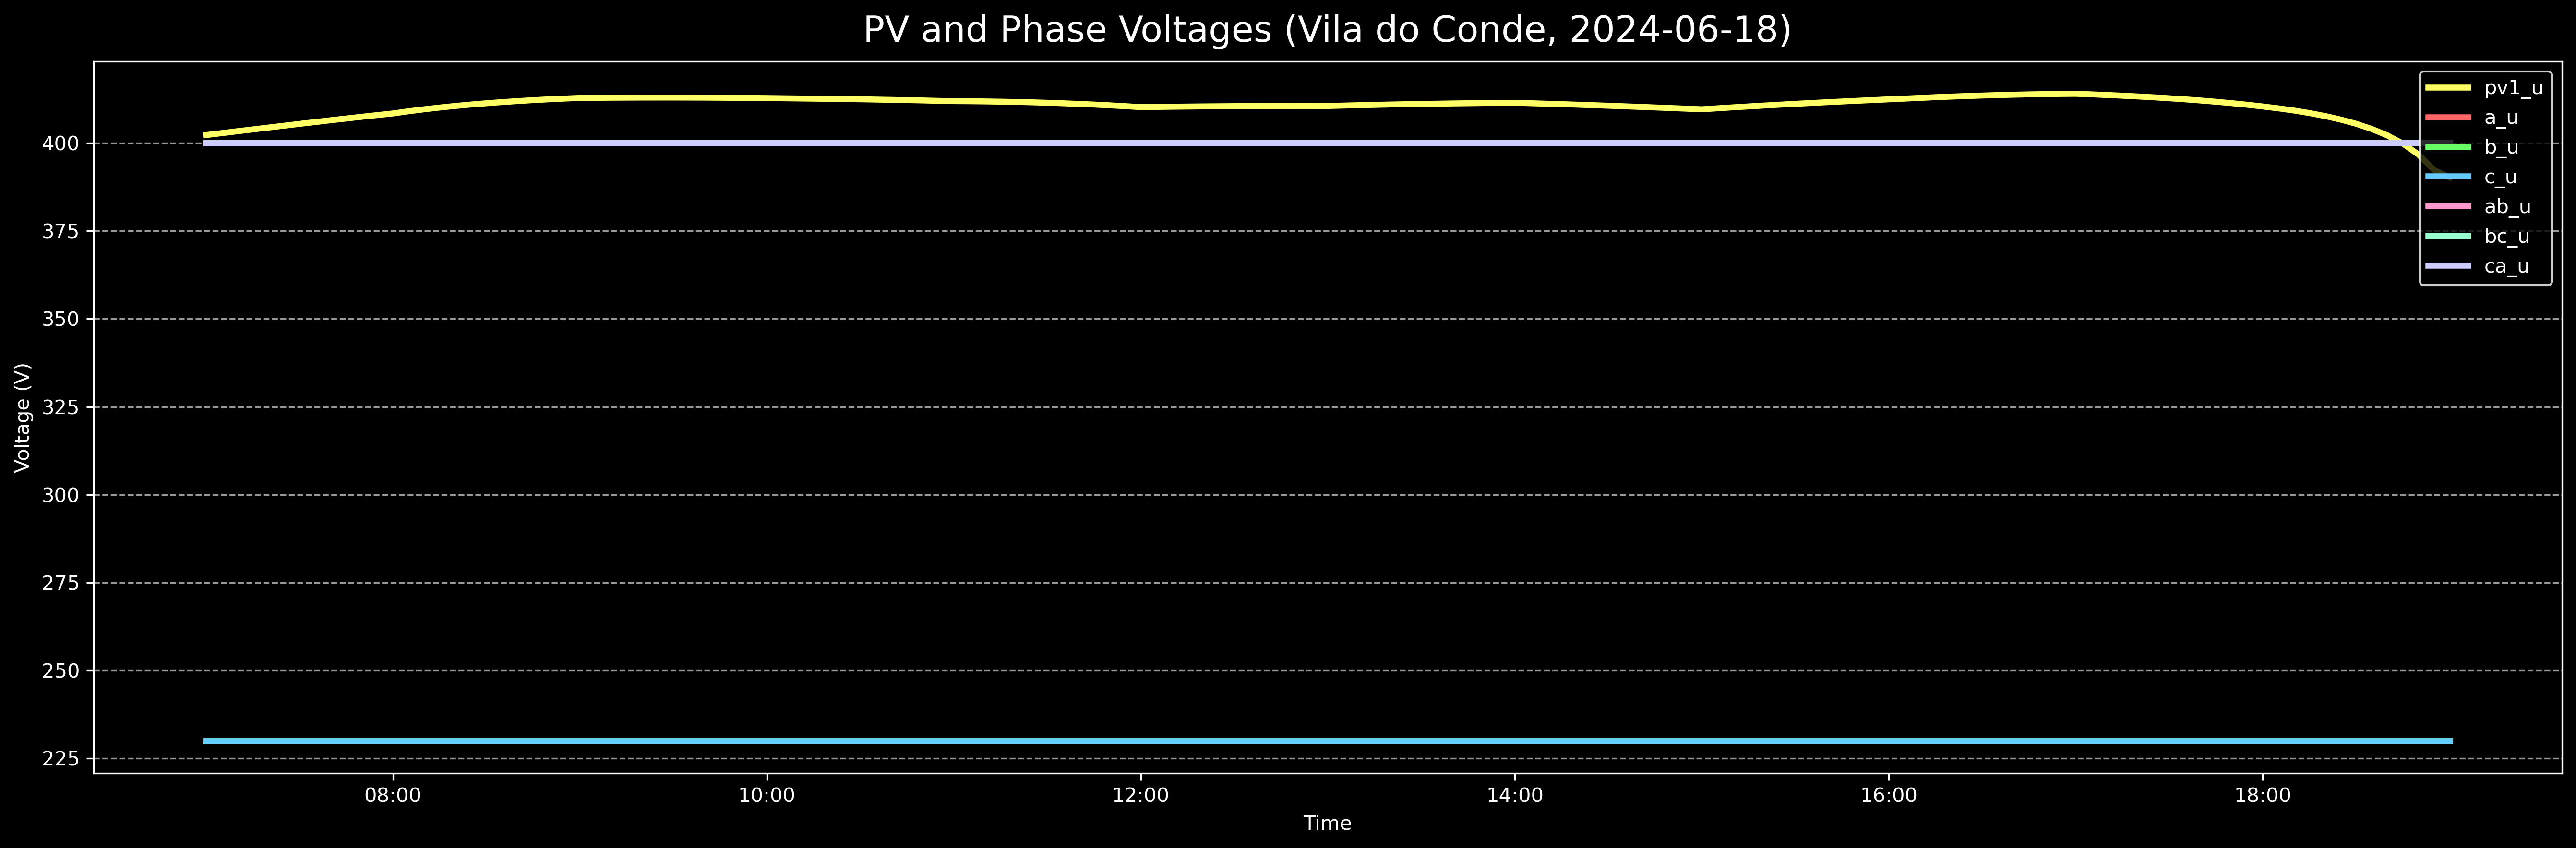 PV and Phase Voltages (Vila do Conde, 2024-06-18)
pv1_u
a_u
b_u
c_u
ab_u
bc_u
ca_u
Voltage (V)
400
375
350
325
300
275
250
225
08:00 10:00 12:00 14:00 16:00 18:00
Time